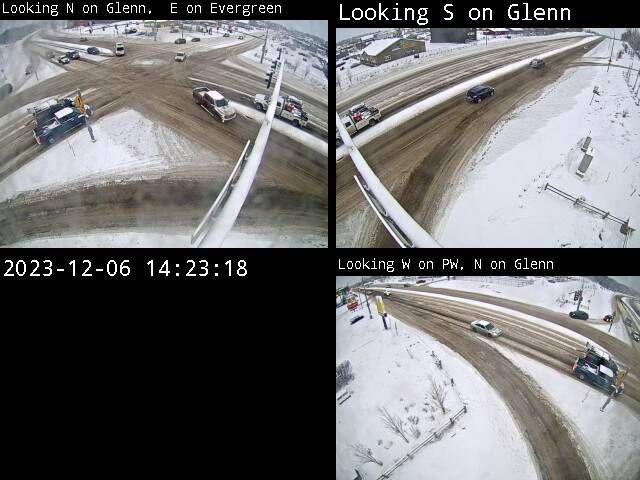 Looking N on Glenn,  E on Evergreen
Looking S on Glenn
2023-12-06 14:23:18
Looking W on PW, N on Glenn